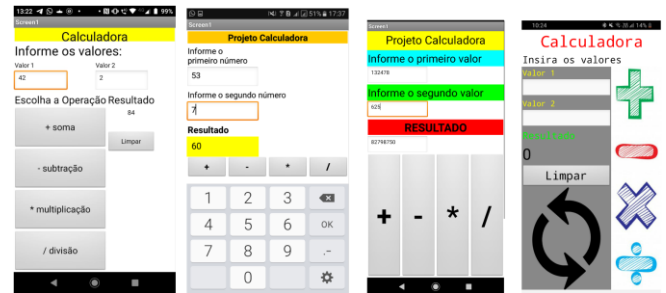 13:22
99%
Screen1
Calculadora
Informe os valores:
Valor 1
Valor 2
42
2
Escolha a Operação
Resultado
84
+ soma
Limpar
- subtração
* multiplicação
/ divisão
51% 17:37
Screen1
Projeto Calculadora
Informe o
primeiro número
53
Informe o segundo número
7
Resultado
60
+ - * /
1 2 3
4 5 6 OK
7 8 9 .-
0
Screen1
Projeto Calculadora
Informe o primeiro valor
132478
Informe o segundo valor
625
RESULTADO
82798750
+ - * /
10:24
14%
Calculadora
Insira os valores
Valor 1
Valor 2
0
Limpar